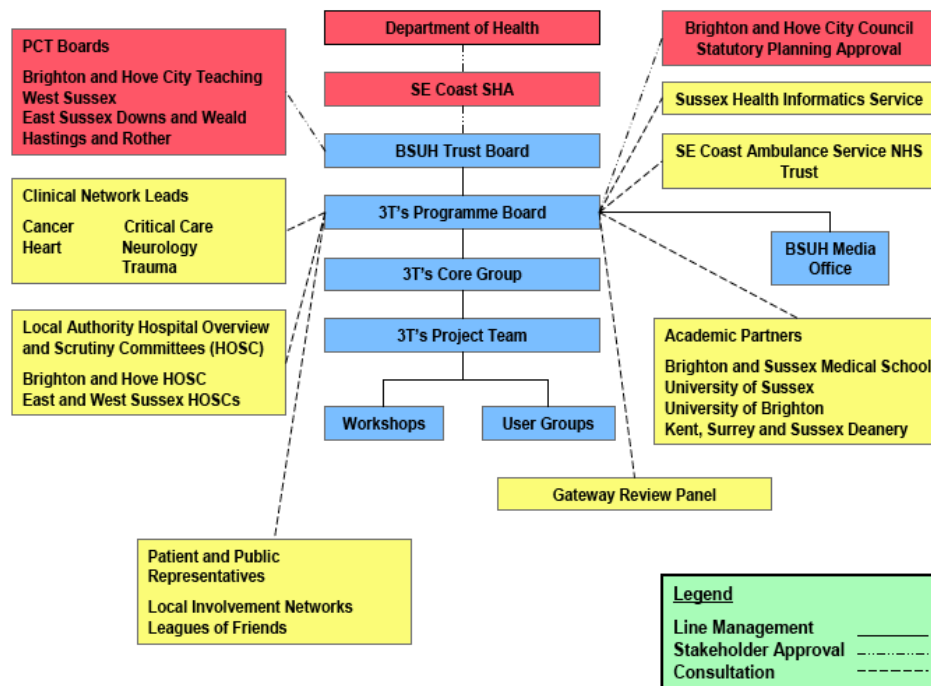 Department of Health
SE Coast SHA
BSUH Trust Board
3T's Programme Board
3T's Core Group
3T's Project Team
Workshops
User Groups
PCT Boards
Brighton and Hove City Teaching
West Sussex
East Sussex Downs and Weald
Hastings and Rother
Clinical Network Leads
Cancer Critical Care
Heart Neurology
Trauma
Local Authority Hospital Overview
and Scrutiny Committees (HOSC)
Brighton and Hove HOSC
East and West Sussex HOSCs
Patient and Public
Representatives
Local Involvement Networks
Leagues of Friends
Brighton and Hove City Council
Statutory Planning Approval
Sussex Health Informatics Service
SE Coast Ambulance Service NHS
Trust
BSUH Media
Office
Academic Partners
Brighton and Sussex Medical School
University of Sussex
University of Brighton
Kent, Surrey and Sussex Deanery
Gateway Review Panel
Legend
Line Management
Stakeholder Approval
Consultation